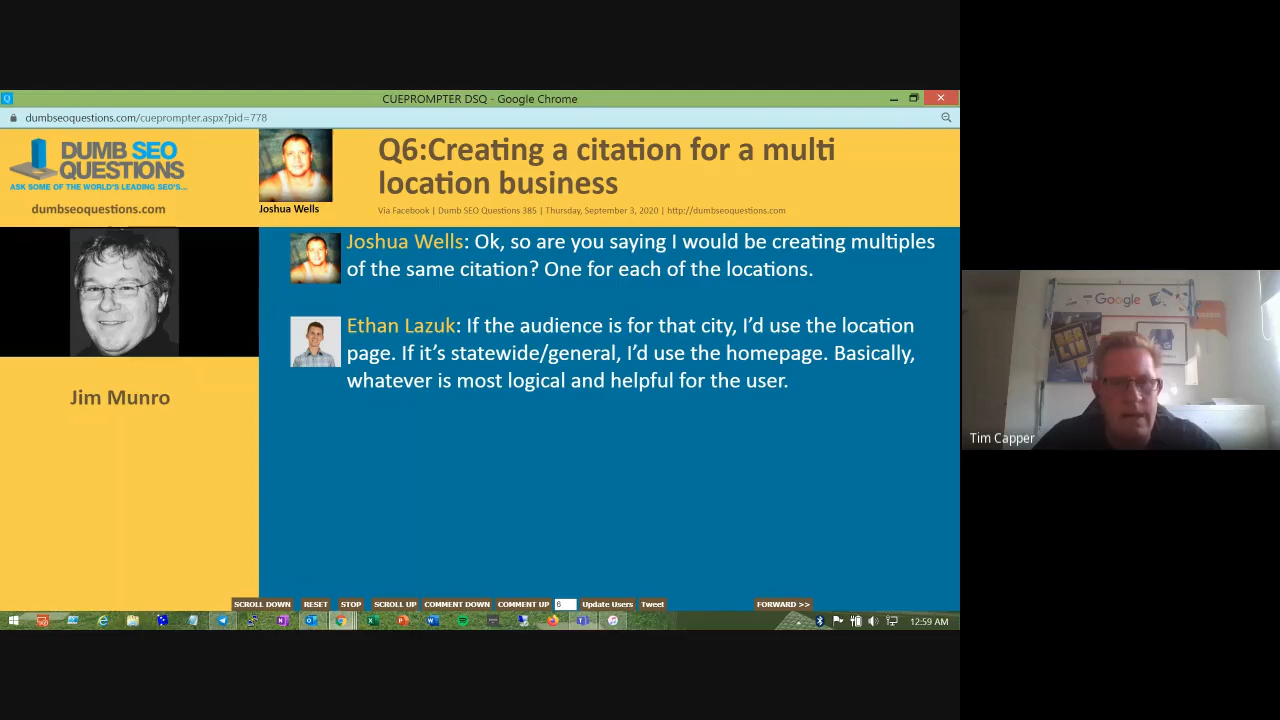 CUEPROMPTER DSQ - Google Chrome
dumbseoquestions.com/cueprompter.aspx?pid=778
DUMB SEO
QUESTIONS
ASK SOME OF THE WORLD'S LEADING SEO'S...
dumbseoquestions.com
Joshua Wells
Q6:Creating a citation for a multi
location business
Via Facebook | Dumb SEO Questions 385 | Thursday, September 3, 2020 | http://dumbseoquestions.com
Jim Munro
Joshua Wells: Ok, so are you saying I would be creating multiples
of the same citation? One for each of the locations.
Ethan Lazuk: If the audience is for that city, I'd use the location
page. If it's statewide/general, I'd use the homepage. Basically,
whatever is most logical and helpful for the user.
Google
Tim Capper
SCROLL DOWN RESET STOP SCROLL UP COMMENT DOWN COMMENT UP 6 Update Users Tweet FORWARD >>
12:59 AM